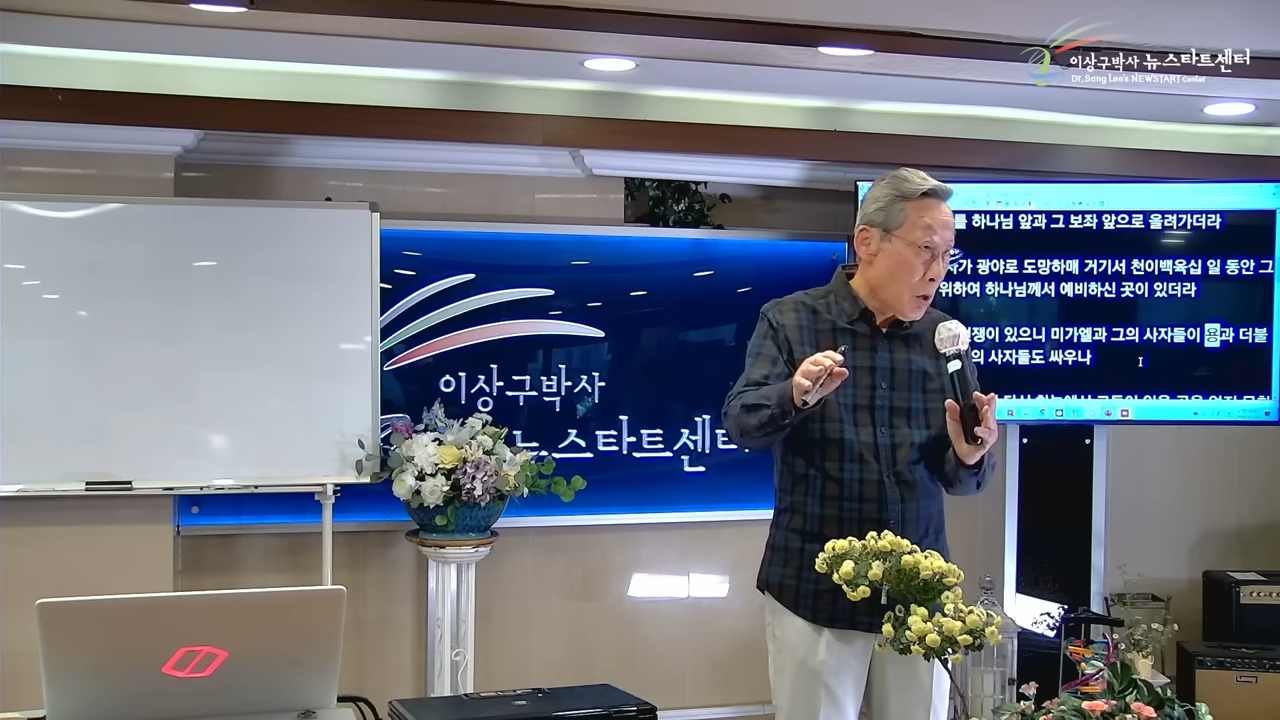 이상구박사 뉴스타트센터
Dr.Sang Lee's NEWSTART Center
를 하나님 앞과 그 보좌 앞으로 올려가더라
가 광야로 도망하매 거기서 천이백육십 일 동안 그
위하여 하나님께서 예비하신 곳이 있더라
있으니 미가엘과 그의 사자들이 용과 더불
의 사자들도 싸우나
이상구박사
뉴스타트센터
Laney